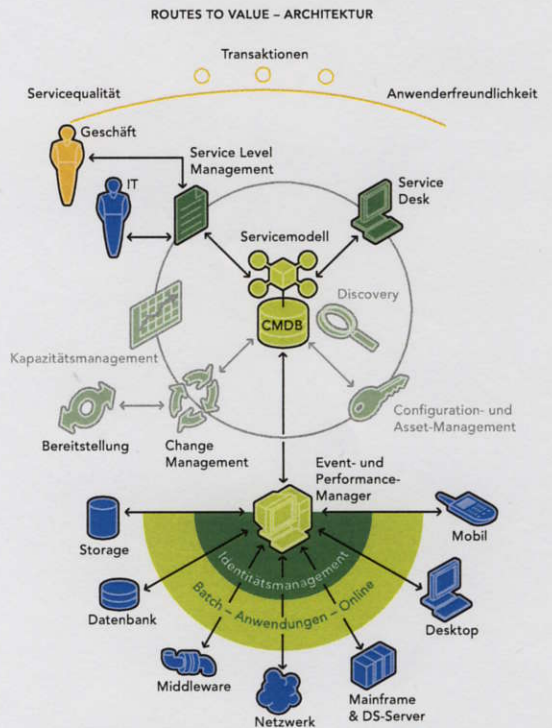 ROUTES TO VALUE – ARCHITEKTUR
Transaktionen
Servicequalität
Anwenderfreundlichkeit
Geschäft
IT
Service Level
Management
Service
Desk
Servicemodell
CMDB
Discovery
Kapazitätsmanagement
Bereitstellung
Change
Management
Configuration- und
Asset-Management
Event- und
Performance-
Manager
Storage
Mobil
Identitätsmanagement
Batch – Anwendungen – Online
Datenbank
Desktop
Middleware
Netzwerk
Mainframe
& DS-Server